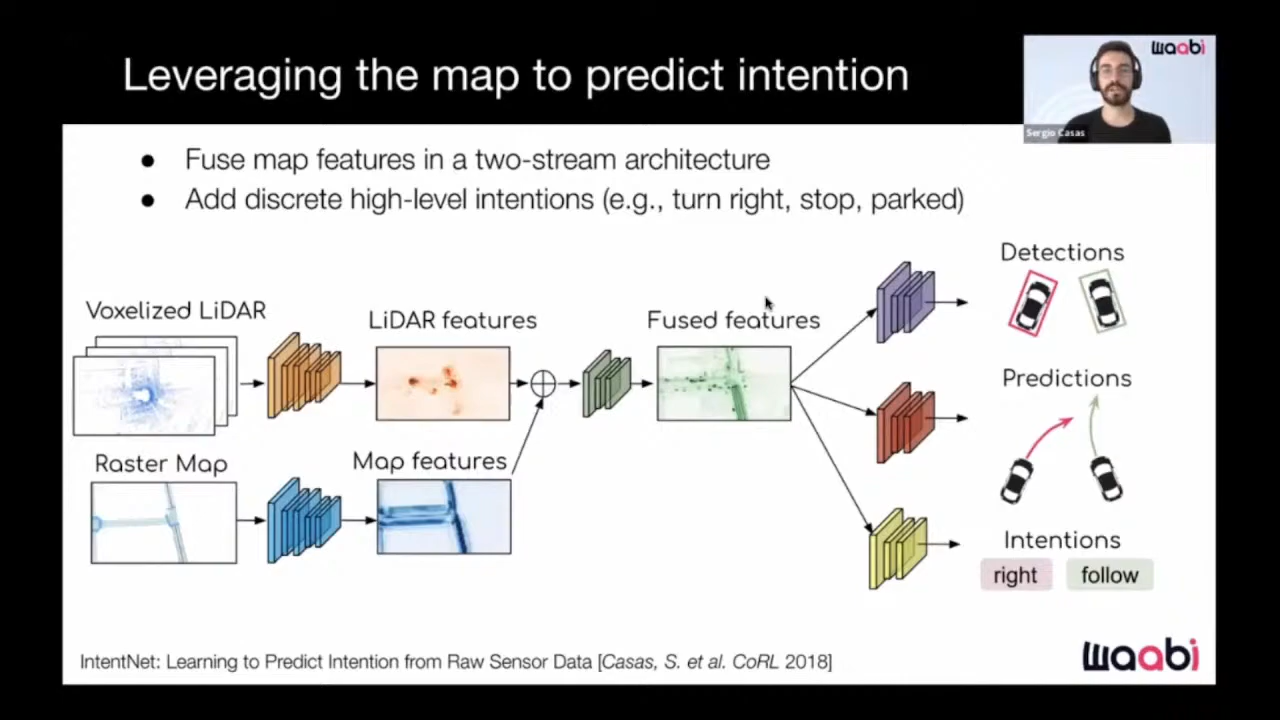 Leveraging the map to predict intention
waabi
Sergio Casas
● Fuse map features in a two-stream architecture
● Add discrete high-level intentions (e.g., turn right, stop, parked)
Voxelized LiDAR
LiDAR features
Fused features
Detections
Raster Map
Map features
Predictions
Intentions
right
follow
IntentNet: Learning to Predict Intention from Raw Sensor Data [Casas, S. et al. CoRL 2018]
waabi